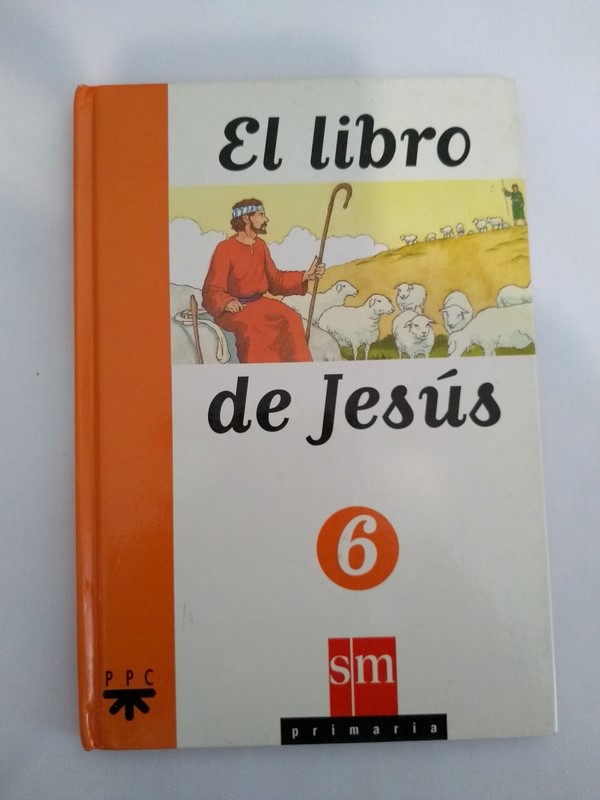 El libro
de Jesús
6
PPC
sm
primaria